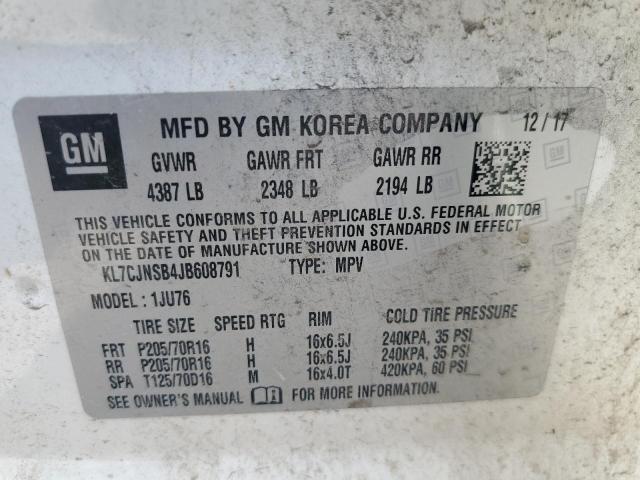 GM MFD BY GM KOREA COMPANY 12 / 17
GVWR GAWR FRT GAWR RR
4387 LB 2348 LB 2194 LB
THIS VEHICLE CONFORMS TO ALL APPLICABLE U.S. FEDERAL MOTOR
VEHICLE SAFETY AND THEFT PREVENTION STANDARDS IN EFFECT
ON THE DATE OF MANUFACTURE SHOWN ABOVE.
KL7CJNSB4JB608791 TYPE: MPV
MODEL : 1JU76
TIRE SIZE SPEED RTG RIM COLD TIRE PRESSURE
FRT P205/70R16 H 16x6.5J 240KPA, 35 PSI
RR P205/70R16 H 16x6.5J 240KPA, 35 PSI
SPA T125/70D16 M 16x4.0T 420KPA, 60 PSI
SEE OWNER'S MANUAL FOR MORE INFORMATION.